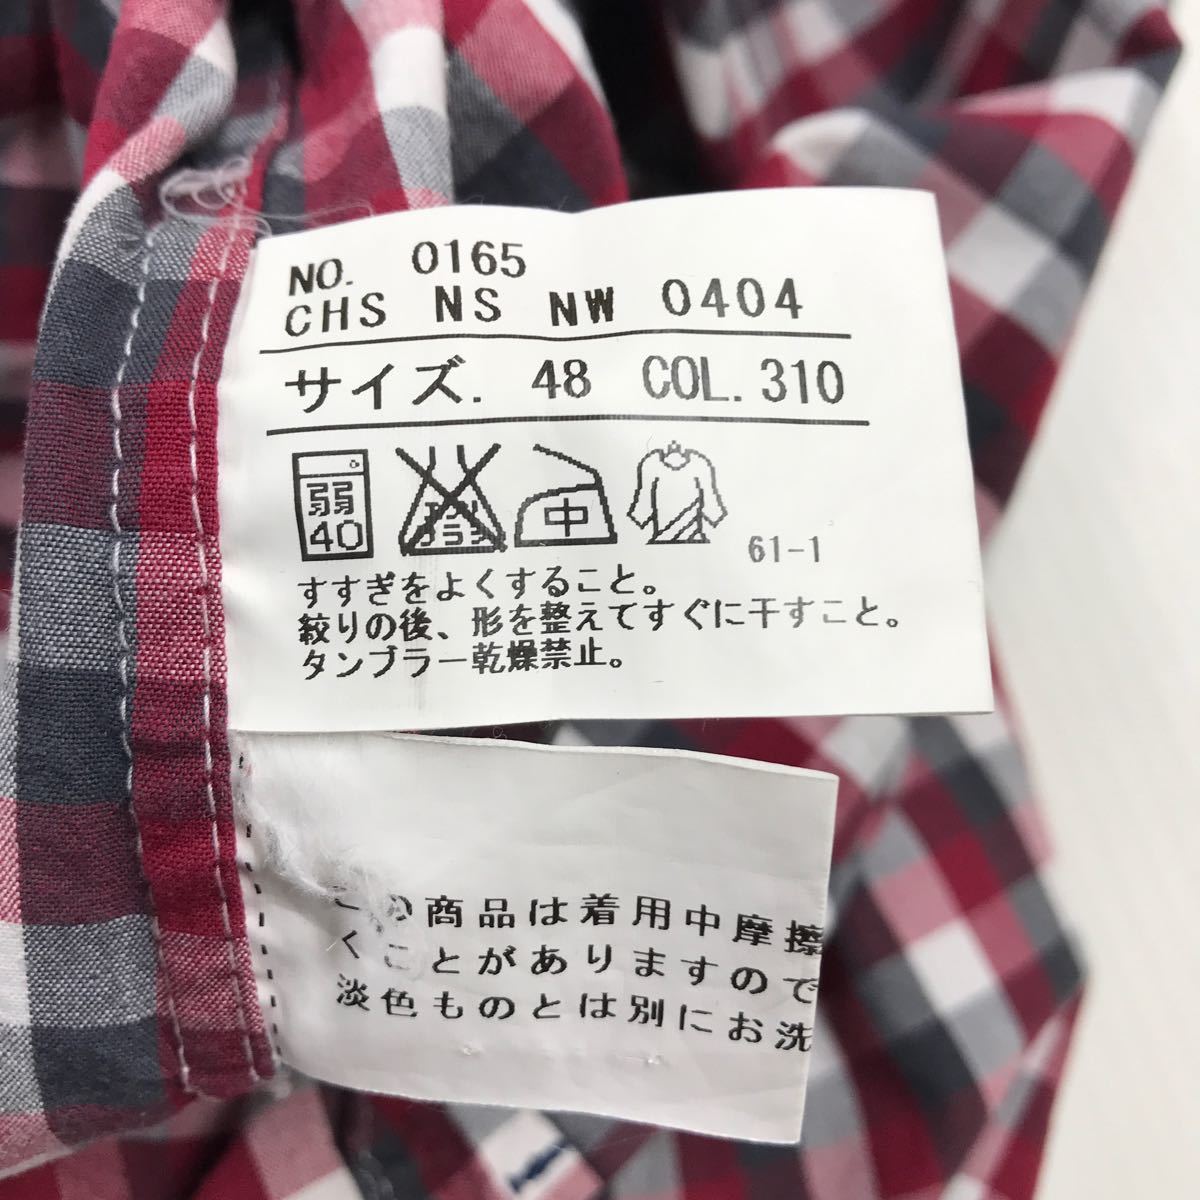 NO. 0165
CHS NS NW 0404
サイズ. 48 COL. 310
弱
40
中
61-1
すすぎをよくすること。
絞りの後、形を整えてすぐに干すこと。
タンブラー乾燥禁止。
この商品は着用中摩擦
くことがありますので
淡色ものとは別にお洗